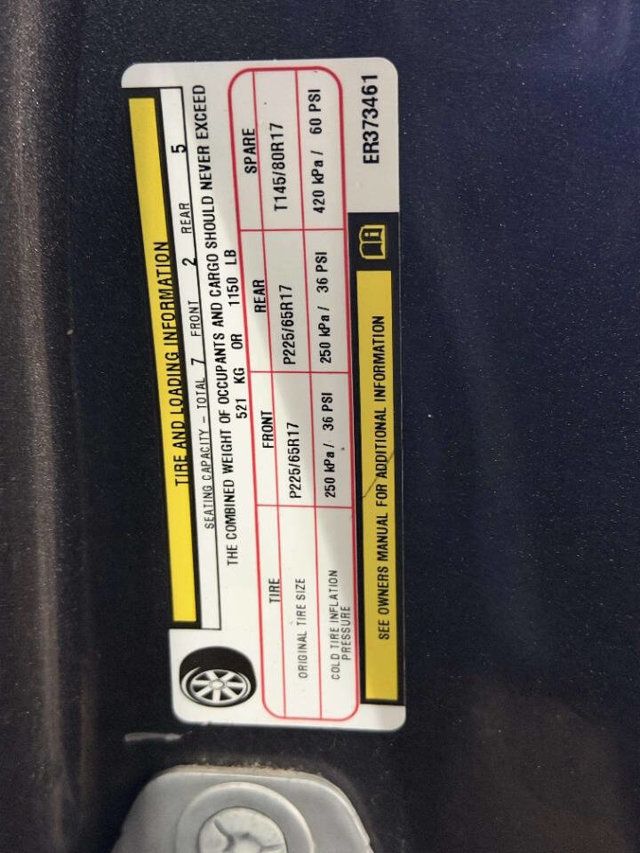 TIRE AND LOADING INFORMATION
SEATING CAPACITY – TOTAL 7 FRONT 2 REAR 5
THE COMBINED WEIGHT OF OCCUPANTS AND CARGO SHOULD NEVER EXCEED
521 KG OR 1150 LB
TIRE FRONT REAR SPARE
ORIGINAL TIRE SIZE P225/65R17 P225/65R17 T145/80R17
COLD TIRE INFLATION PRESSURE 250 kPa / 36 PSI 250 kPa / 36 PSI 420 kPa / 60 PSI
SEE OWNERS MANUAL FOR ADDITIONAL INFORMATION
ER373461